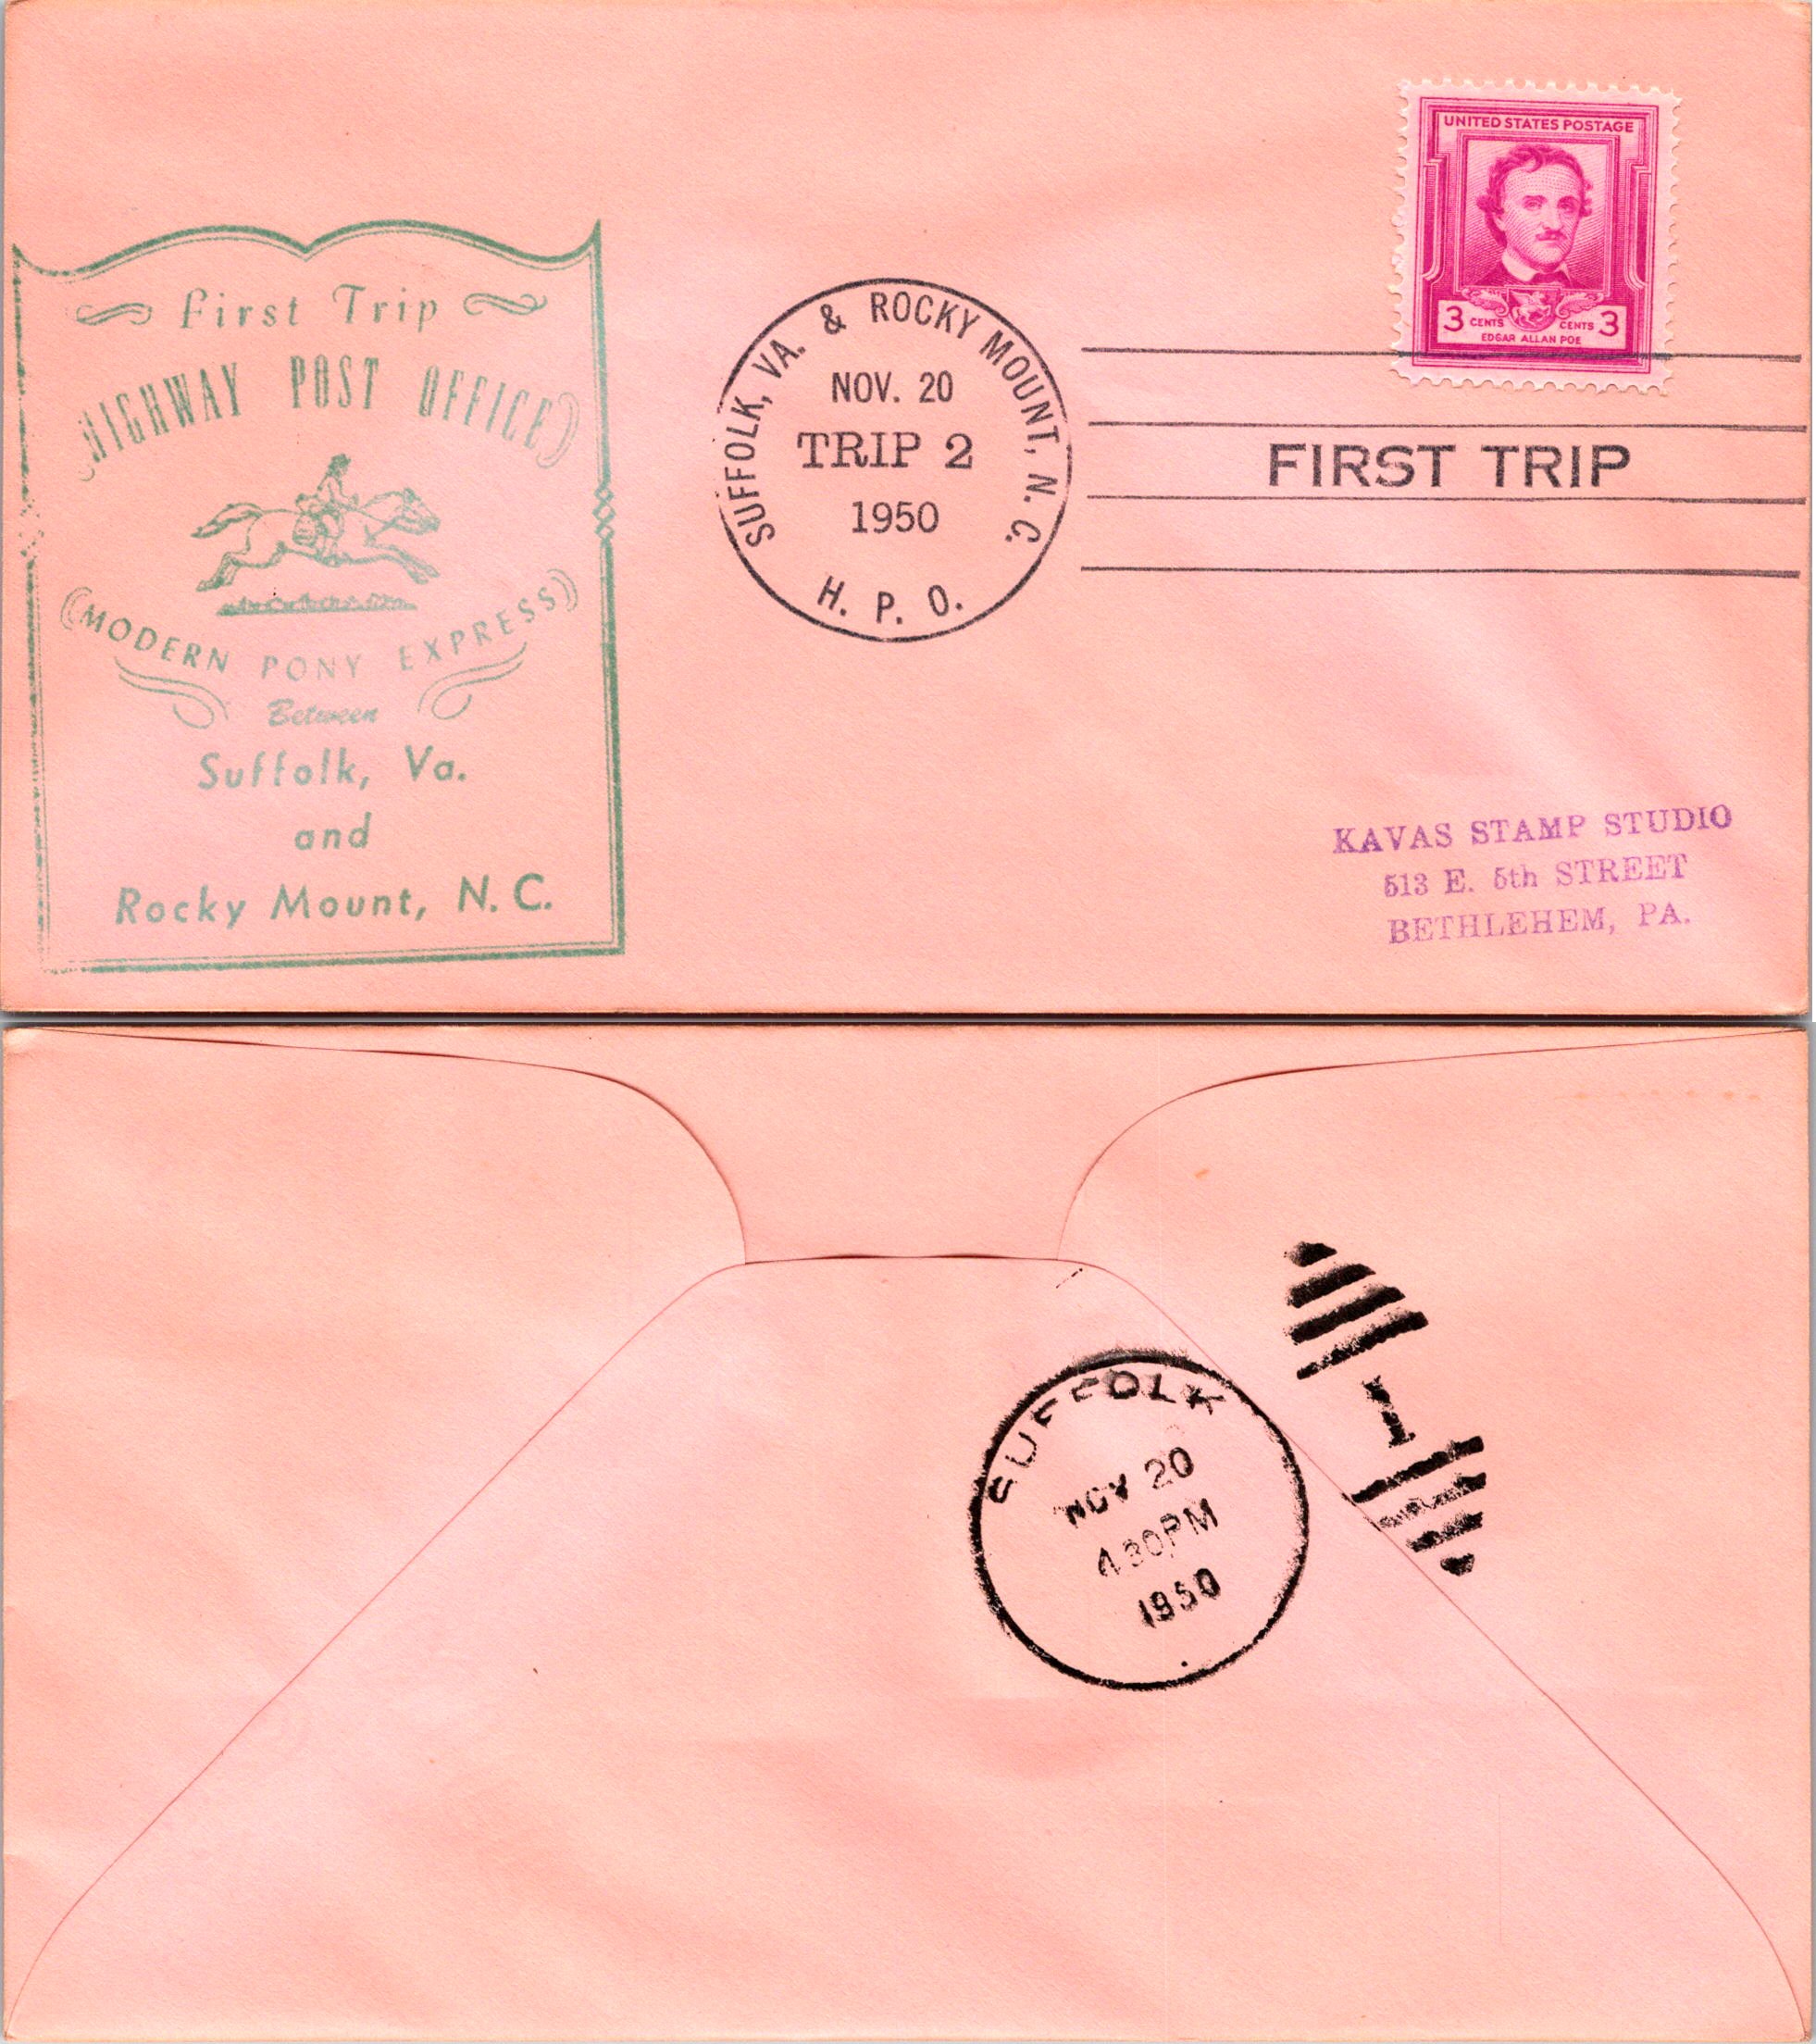 First Trip
HIGHWAY POST OFFICE
MODERN PONY EXPRESS
Between
Suffolk, Va.
and
Rocky Mount, N.C.
SUFFOLK, VA. & ROCKY MOUNT, N. C.
NOV. 20
TRIP 2
1950
H. P. O.
UNITED STATES POSTAGE
3 CENTS CENTS 3
EDGAR ALLAN POE
FIRST TRIP
KAVAS STAMP STUDIO
513 E. 5th STREET
BETHLEHEM, PA.
SUFFOLK
NOV 20
4 30PM
1950
1